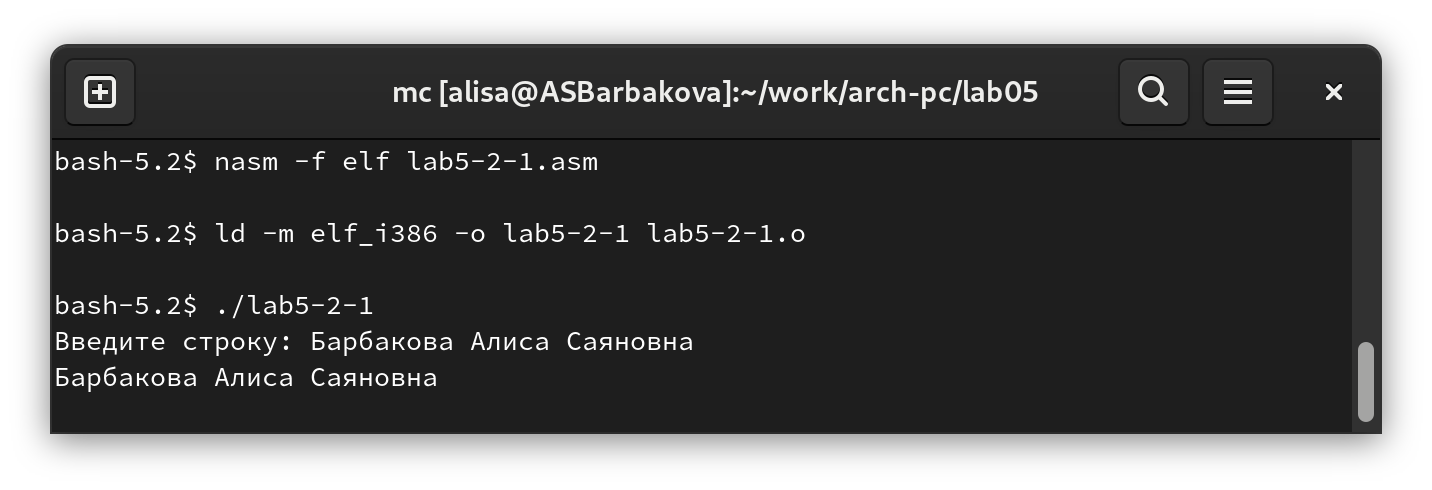 mc [alisa@ASBarbakova]:~/work/arch-pc/lab05
bash-5.2$ nasm -f elf lab5-2-1.asm
bash-5.2$ ld -m elf_i386 -o lab5-2-1 lab5-2-1.o
bash-5.2$ ./lab5-2-1
Введите строку: Барбакова Алиса Саяновна
Барбакова Алиса Саяновна